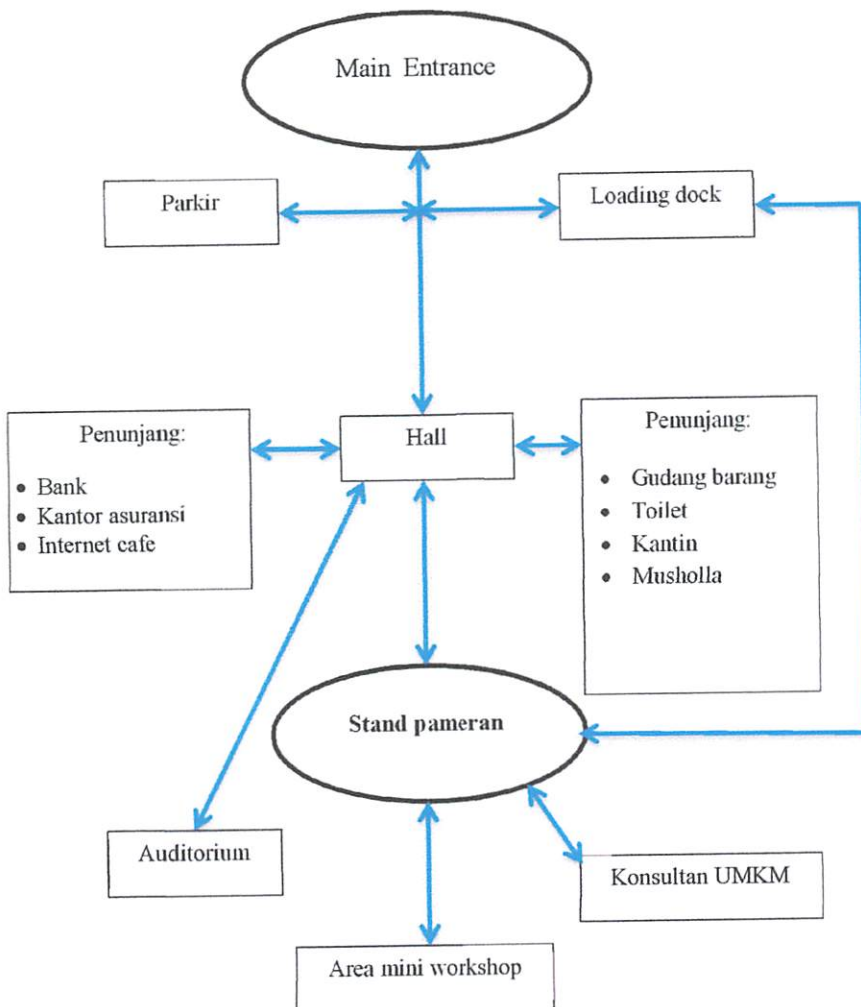 Main Entrance
Parkir
Loading dock
Penunjang:
• Bank
• Kantor asuransi
• Internet cafe
Hall
Penunjang:
• Gudang barang
• Toilet
• Kantin
• Musholla
Stand pameran
Auditorium
Konsultan UMKM
Area mini workshop